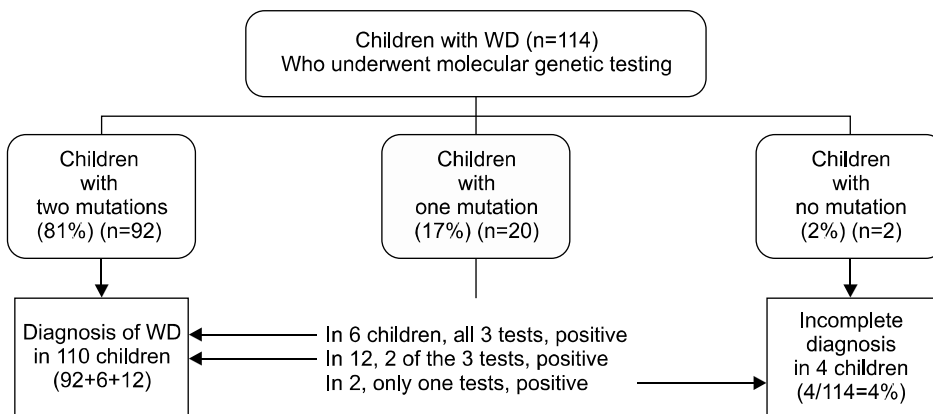 Children with WD (n=114)
Who underwent molecular genetic testing
Children
with
two mutations
(81%) (n=92)
Children
with
one mutation
(17%) (n=20)
Children
with
no mutation
(2%) (n=2)
Diagnosis of WD
in 110 children
(92+6+12)
In 6 children, all 3 tests, positive
In 12, 2 of the 3 tests, positive
In 2, only one tests, positive
Incomplete
diagnosis
in 4 children
(4/114=4%)